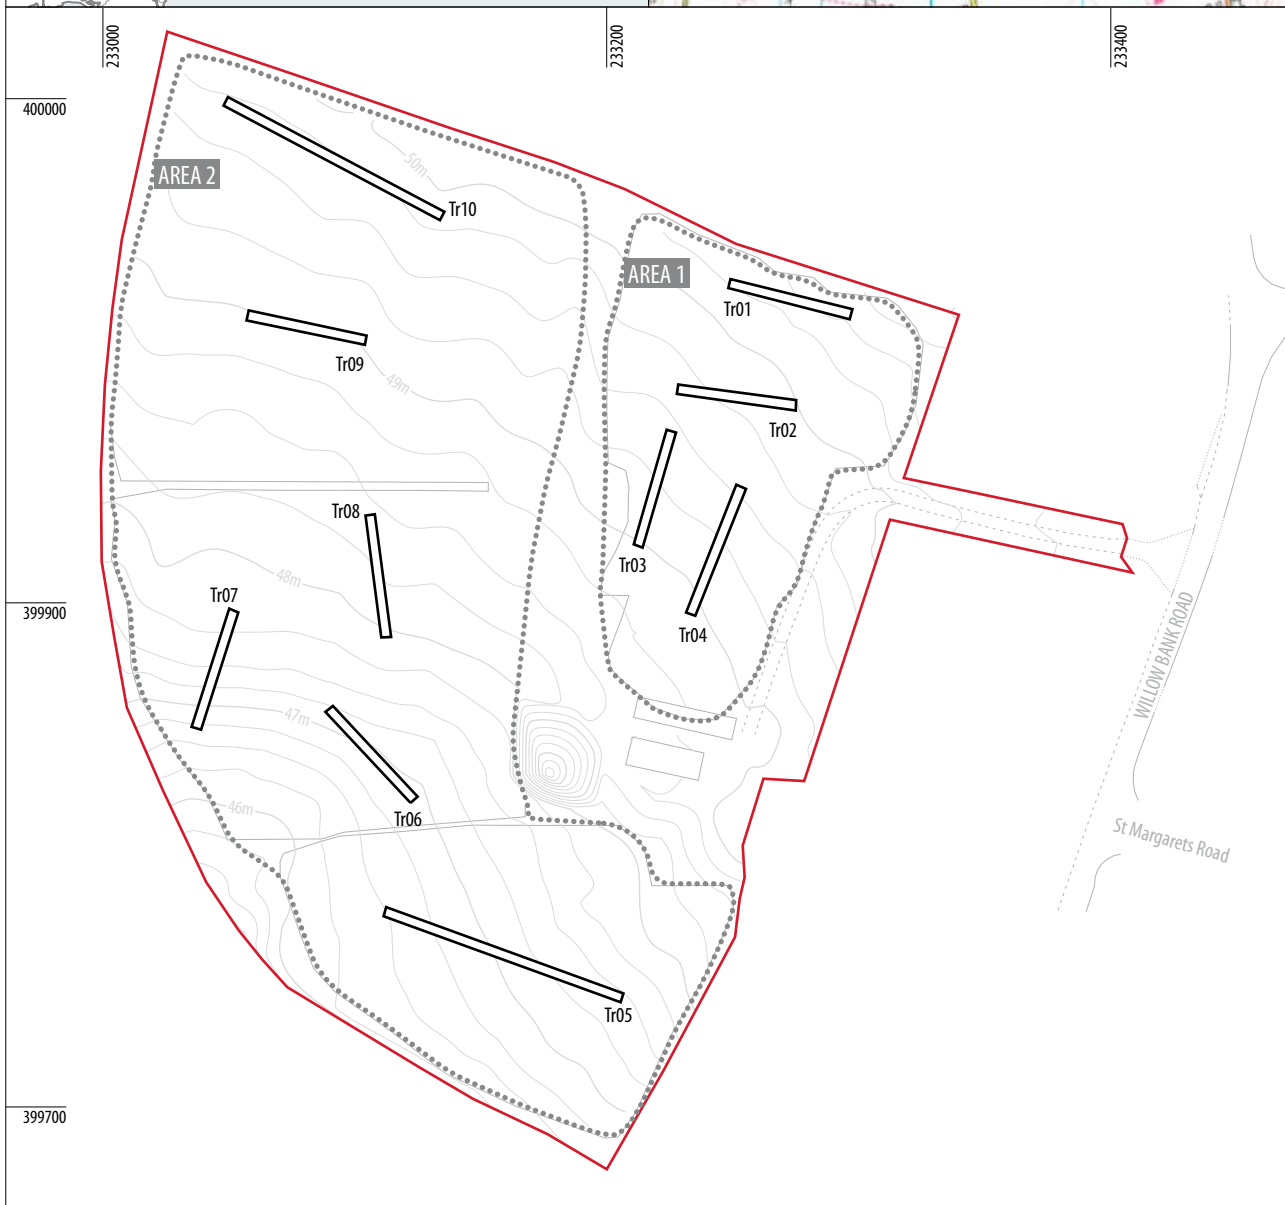 233000
233200
233400
400000
50m
AREA 2
Tr10
AREA 1
Tr01
Tr09
49m
Tr02
Tr08
Tr03
48m
Tr07
399900
Tr04
WILLOW BANK ROAD
47m
46m
Tr06
St Margarets Road
Tr05
399700